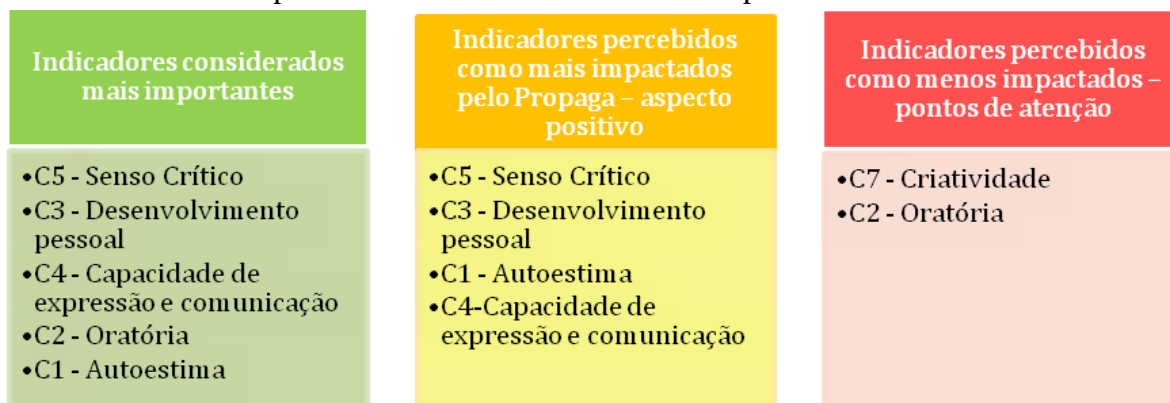 Indicadores considerados
mais importantes
•C5 - Senso Crítico
•C3 - Desenvolvimento
pessoal
•C4 - Capacidade de
expressão e comunicação
•C2 - Oratória
•C1 - Autoestima
Indicadores percebidos
como mais impactados
pelo Propaga – aspecto
positivo
•C5 - Senso Crítico
•C3 - Desenvolvimento
pessoal
•C1 - Autoestima
•C4-Capacidade de
expressão e comunicação
Indicadores percebidos
como menos impactados –
pontos de atenção
•C7 - Criatividade
•C2 - Oratória